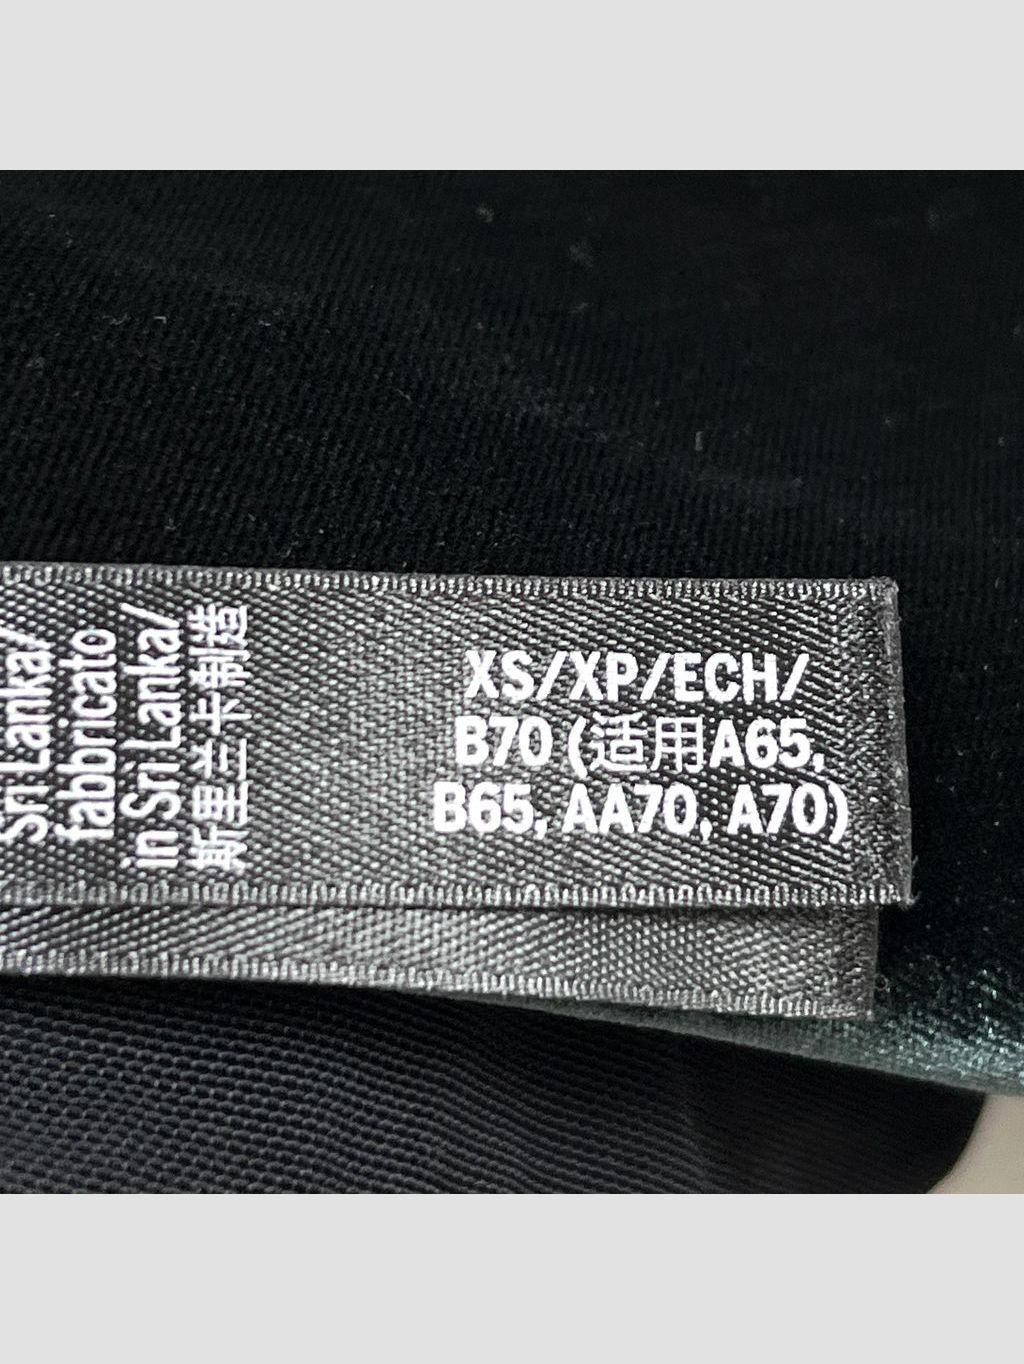 Sri Lanka/
fabbricato
in Sri Lanka/
斯里兰卡制造
XS/XP/ECH/
B70 (适用A65,
B65, AA70, A70)